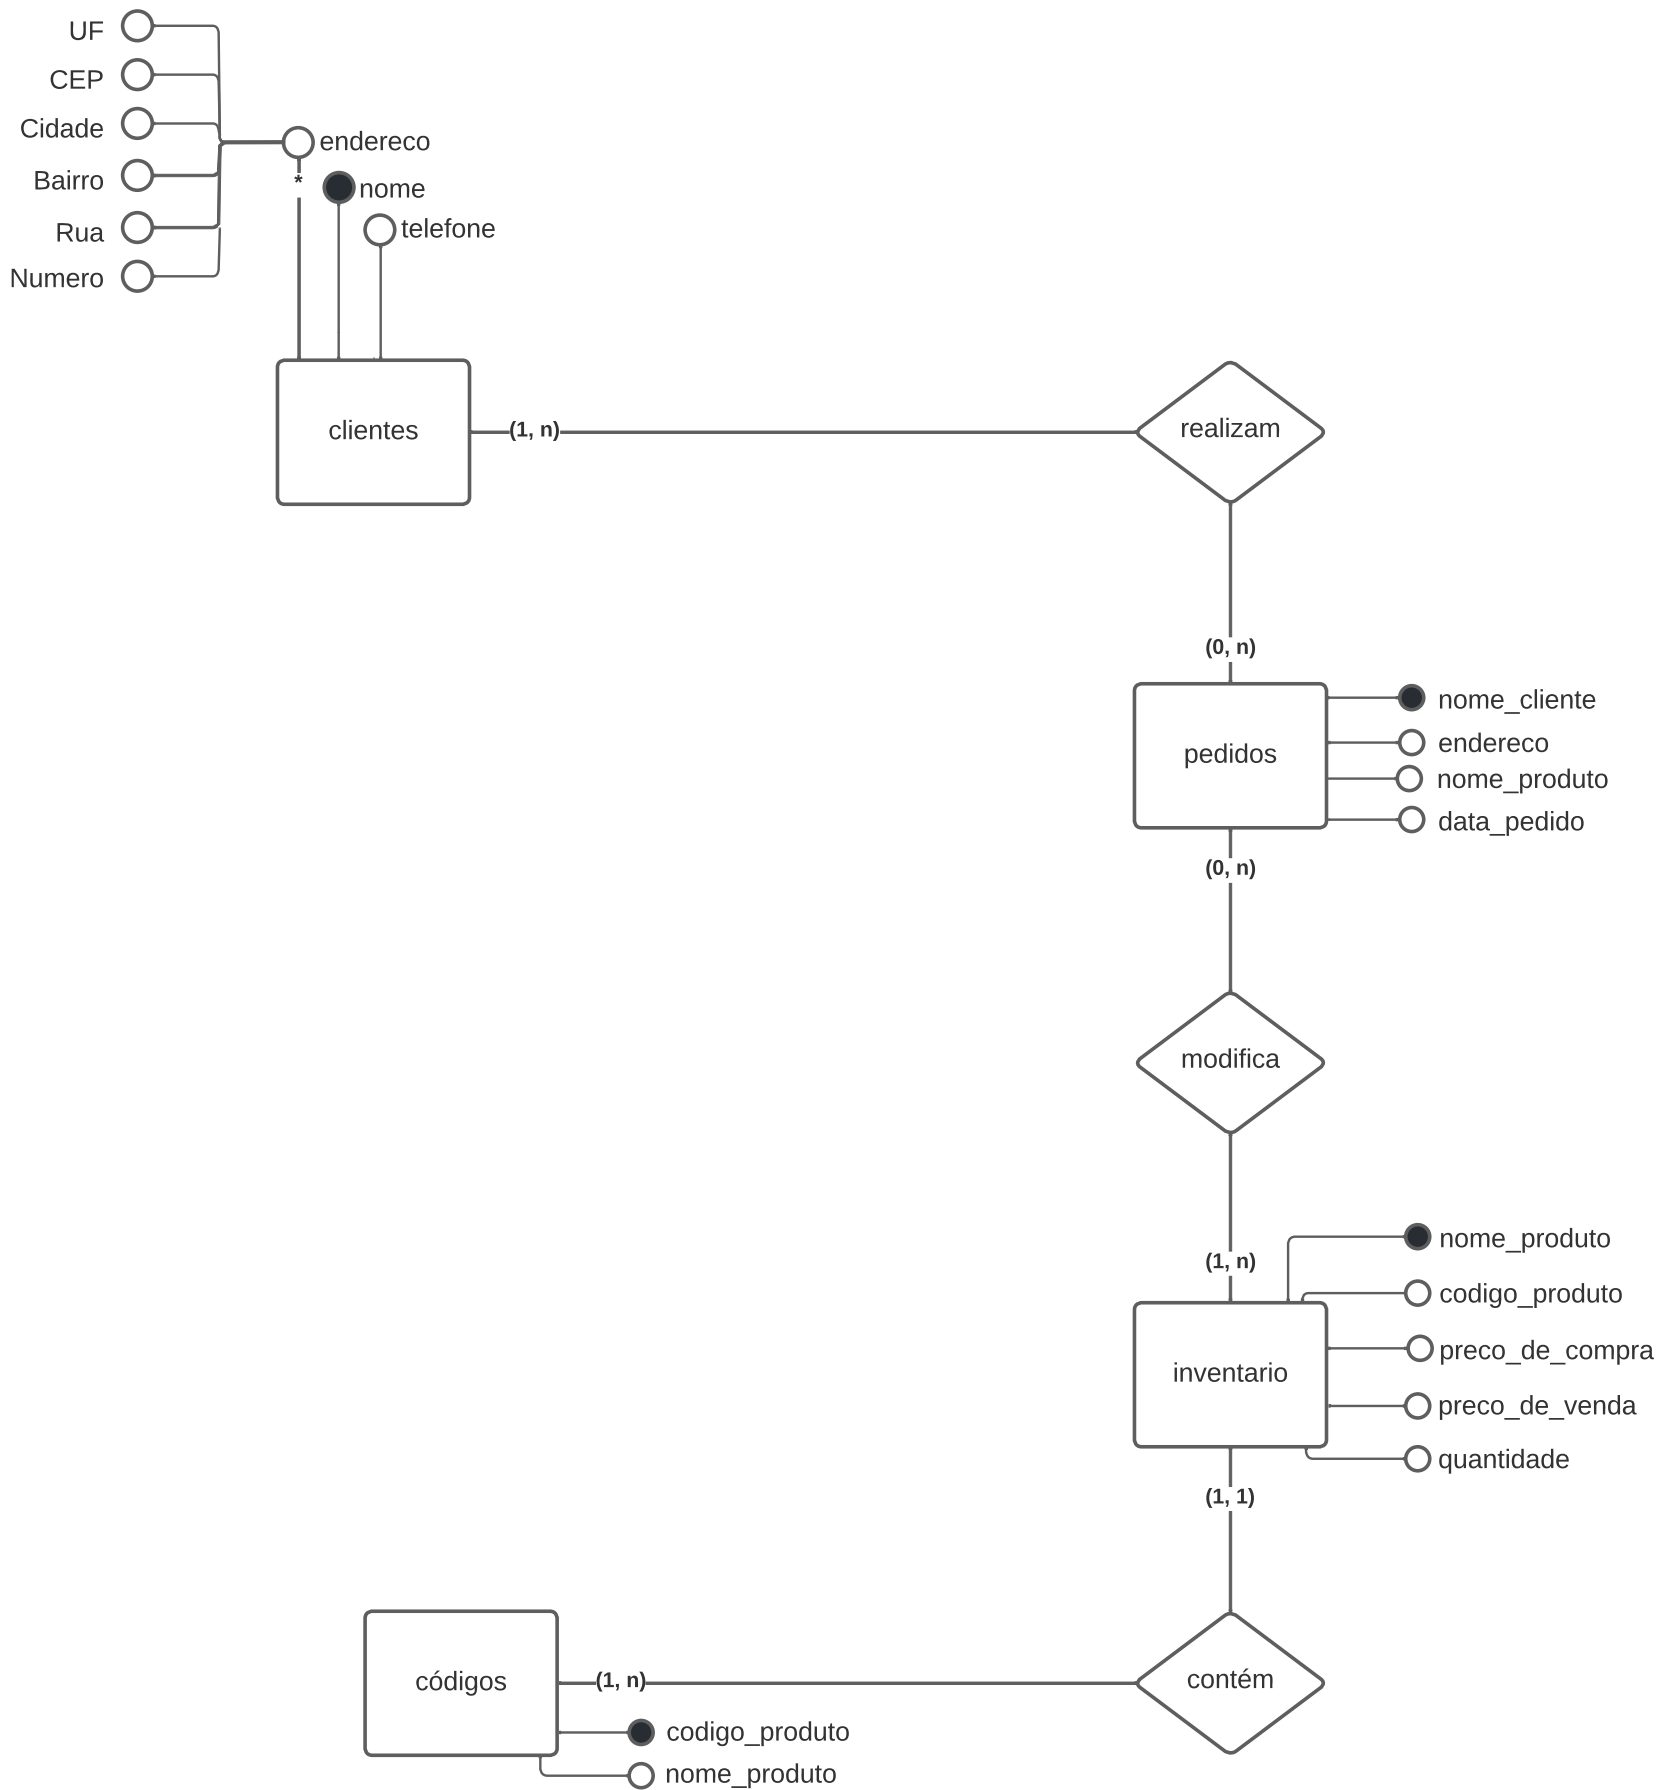 UF
CEP
Cidade
Bairro
Rua
Numero
endereco
*
nome
telefone
clientes
(1, n)
realizam
(0, n)
pedidos
nome_cliente
endereco
nome_produto
data_pedido
(0, n)
modifica
(1, n)
inventario
nome_produto
codigo_produto
preco_de_compra
preco_de_venda
quantidade
(1, 1)
contém
(1, n)
códigos
codigo_produto
nome_produto